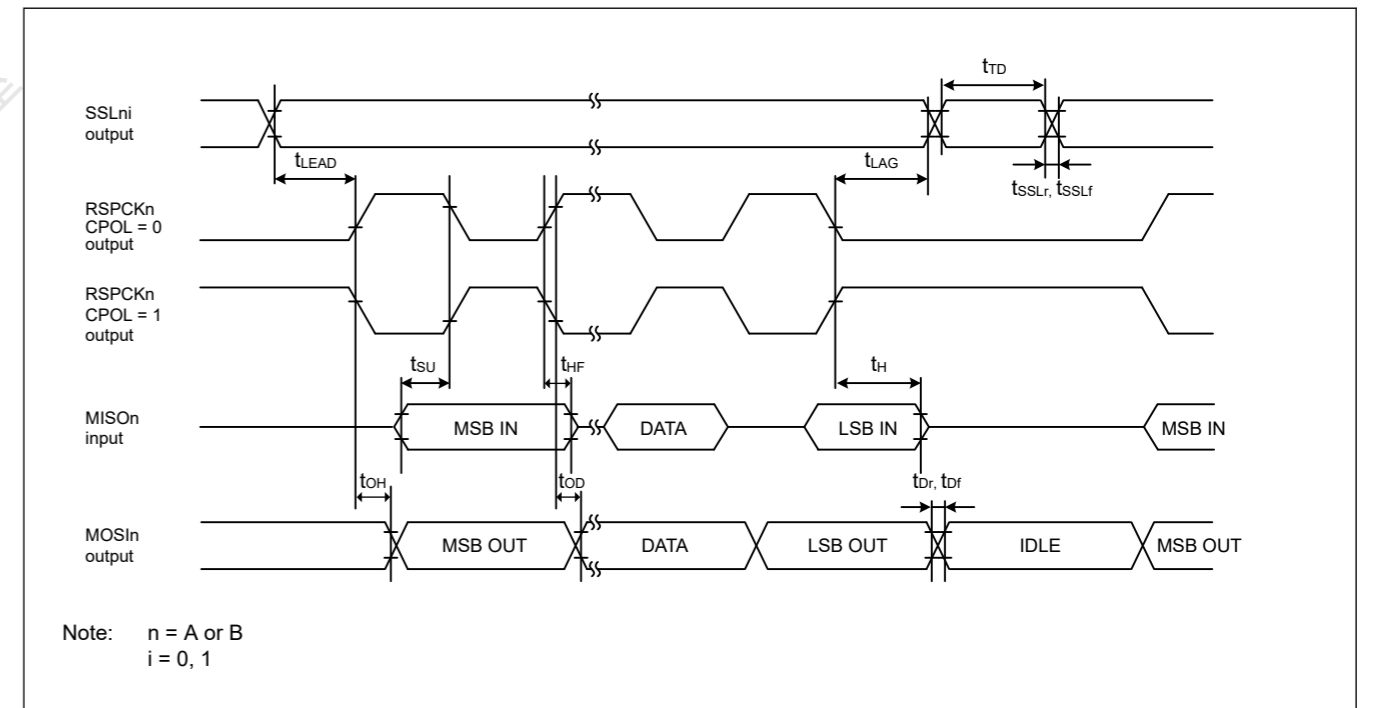 tTD
SSLni
output
tLEAD
tLAG
tSSLr, tSSLf
RSPCKn
CPOL = 0
output
RSPCKn
CPOL = 1
output
tSU
tHF
tH
MISOn
input
MSB IN
DATA
LSB IN
MSB IN
tOH
tOD
tDr, tDf
MOSIn
output
MSB OUT
DATA
LSB OUT
IDLE
MSB OUT
Note: n = A or B
i = 0, 1